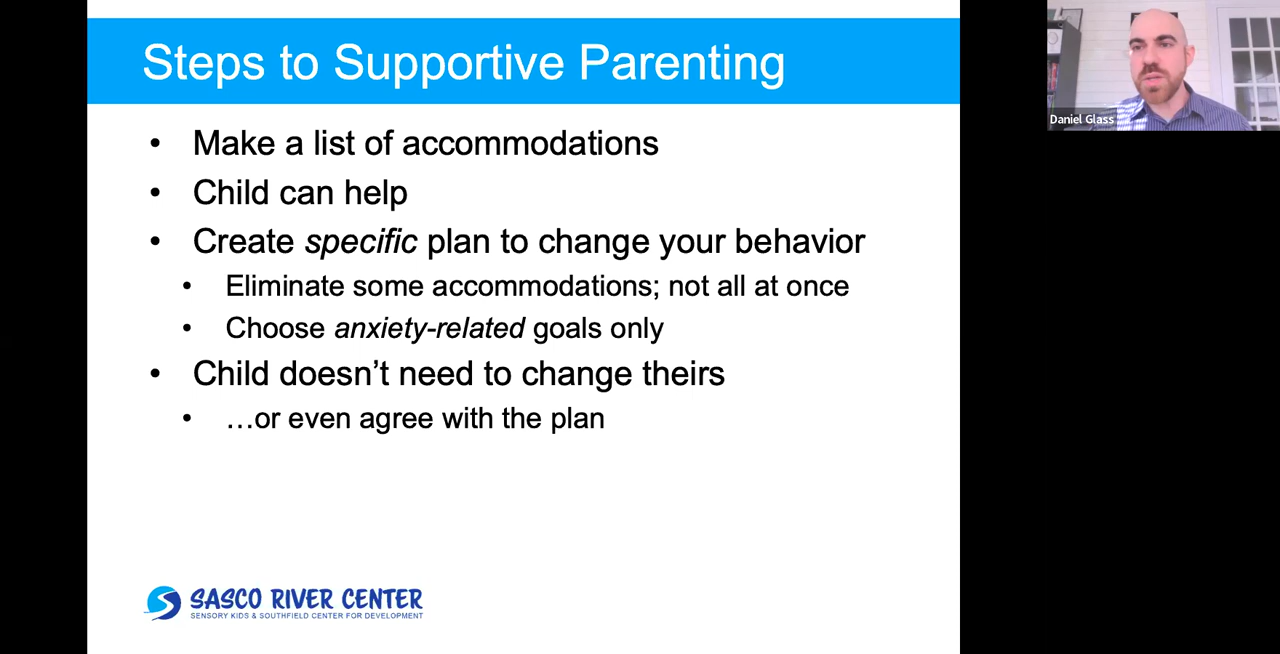 Steps to Supportive Parenting
• Make a list of accommodations
• Child can help
• Create specific plan to change your behavior
• Eliminate some accommodations; not all at once
• Choose anxiety-related goals only
• Child doesn’t need to change theirs
• …or even agree with the plan
SASCO RIVER CENTER
SENSORY KIDS & SOUTHFIELD CENTER FOR DEVELOPMENT
Daniel Glass